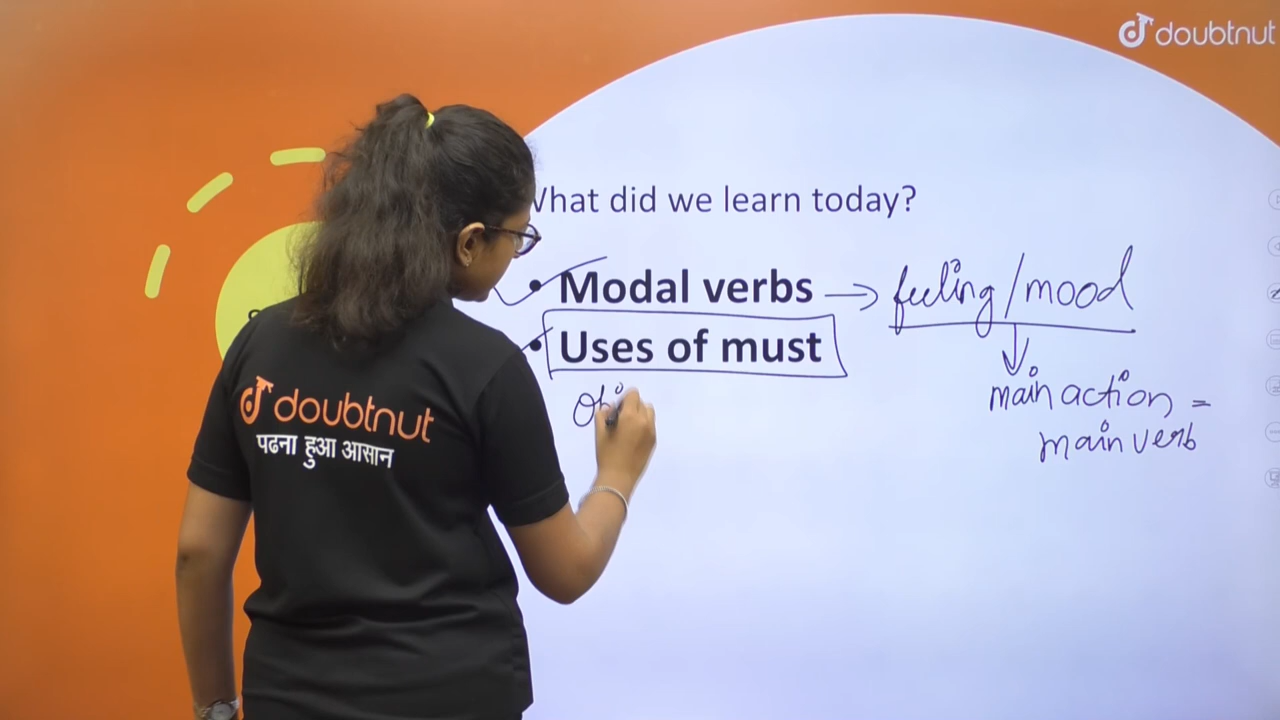 doubtnut
What did we learn today?
• Modal verbs → feeling/mood
• Uses of must
main action =
main verb
doubtnut
पढना हुआ आसान